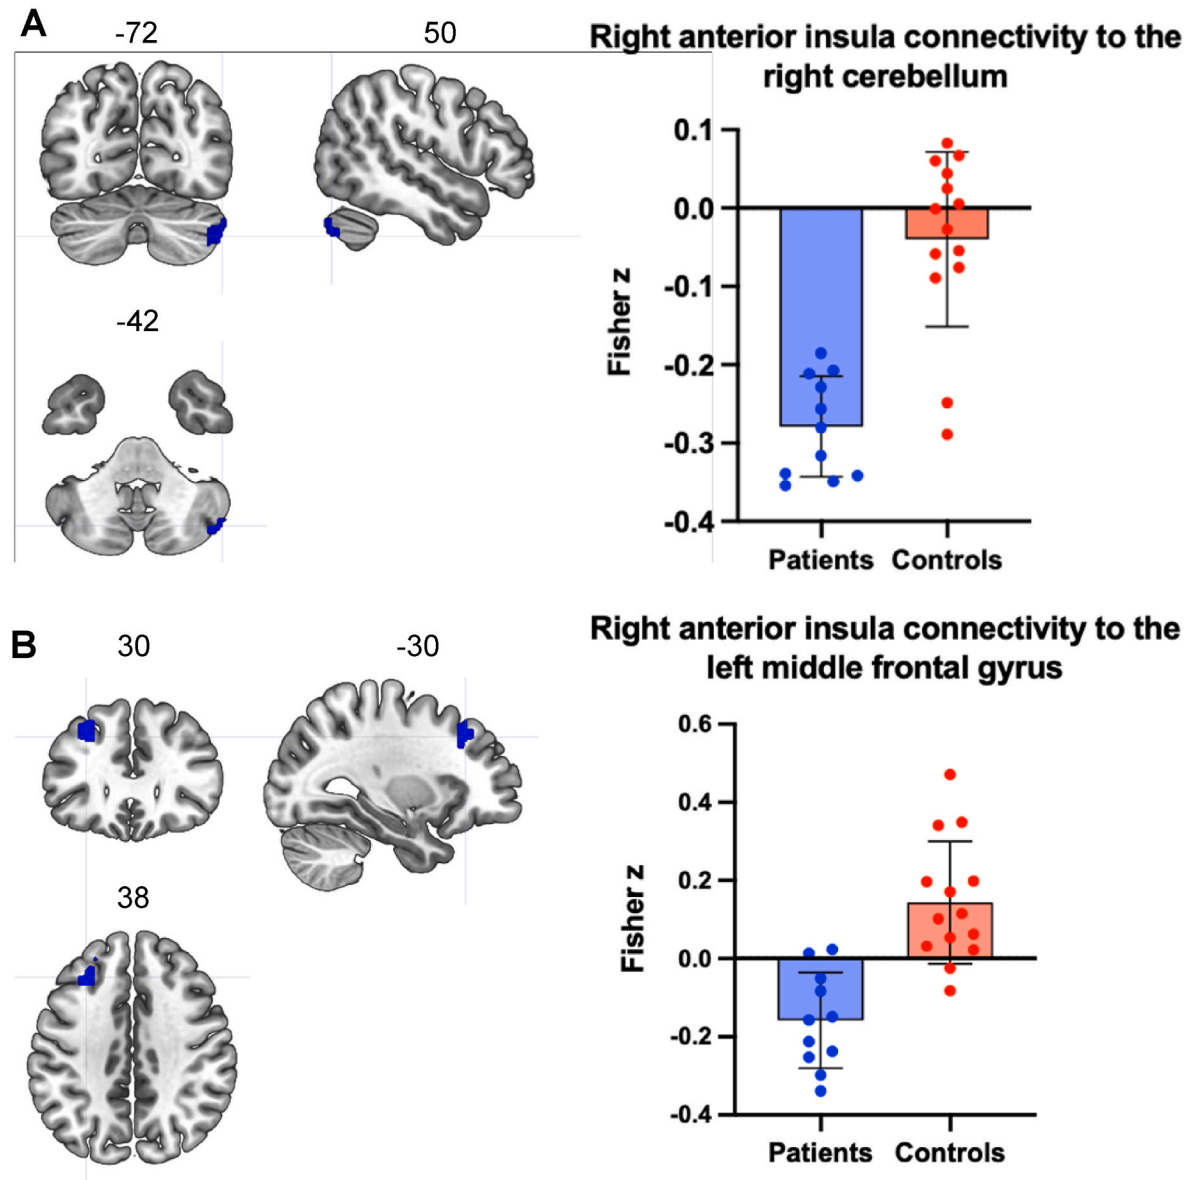 A
-72
50
-42
Right anterior insula connectivity to the
right cerebellum
0.1
0.0
-0.1
-0.2
-0.3
-0.4
Fisher z
Patients Controls
B
30
-30
38
Right anterior insula connectivity to the
left middle frontal gyrus
0.6
0.4
0.2
0.0
-0.2
-0.4
Fisher z
Patients Controls